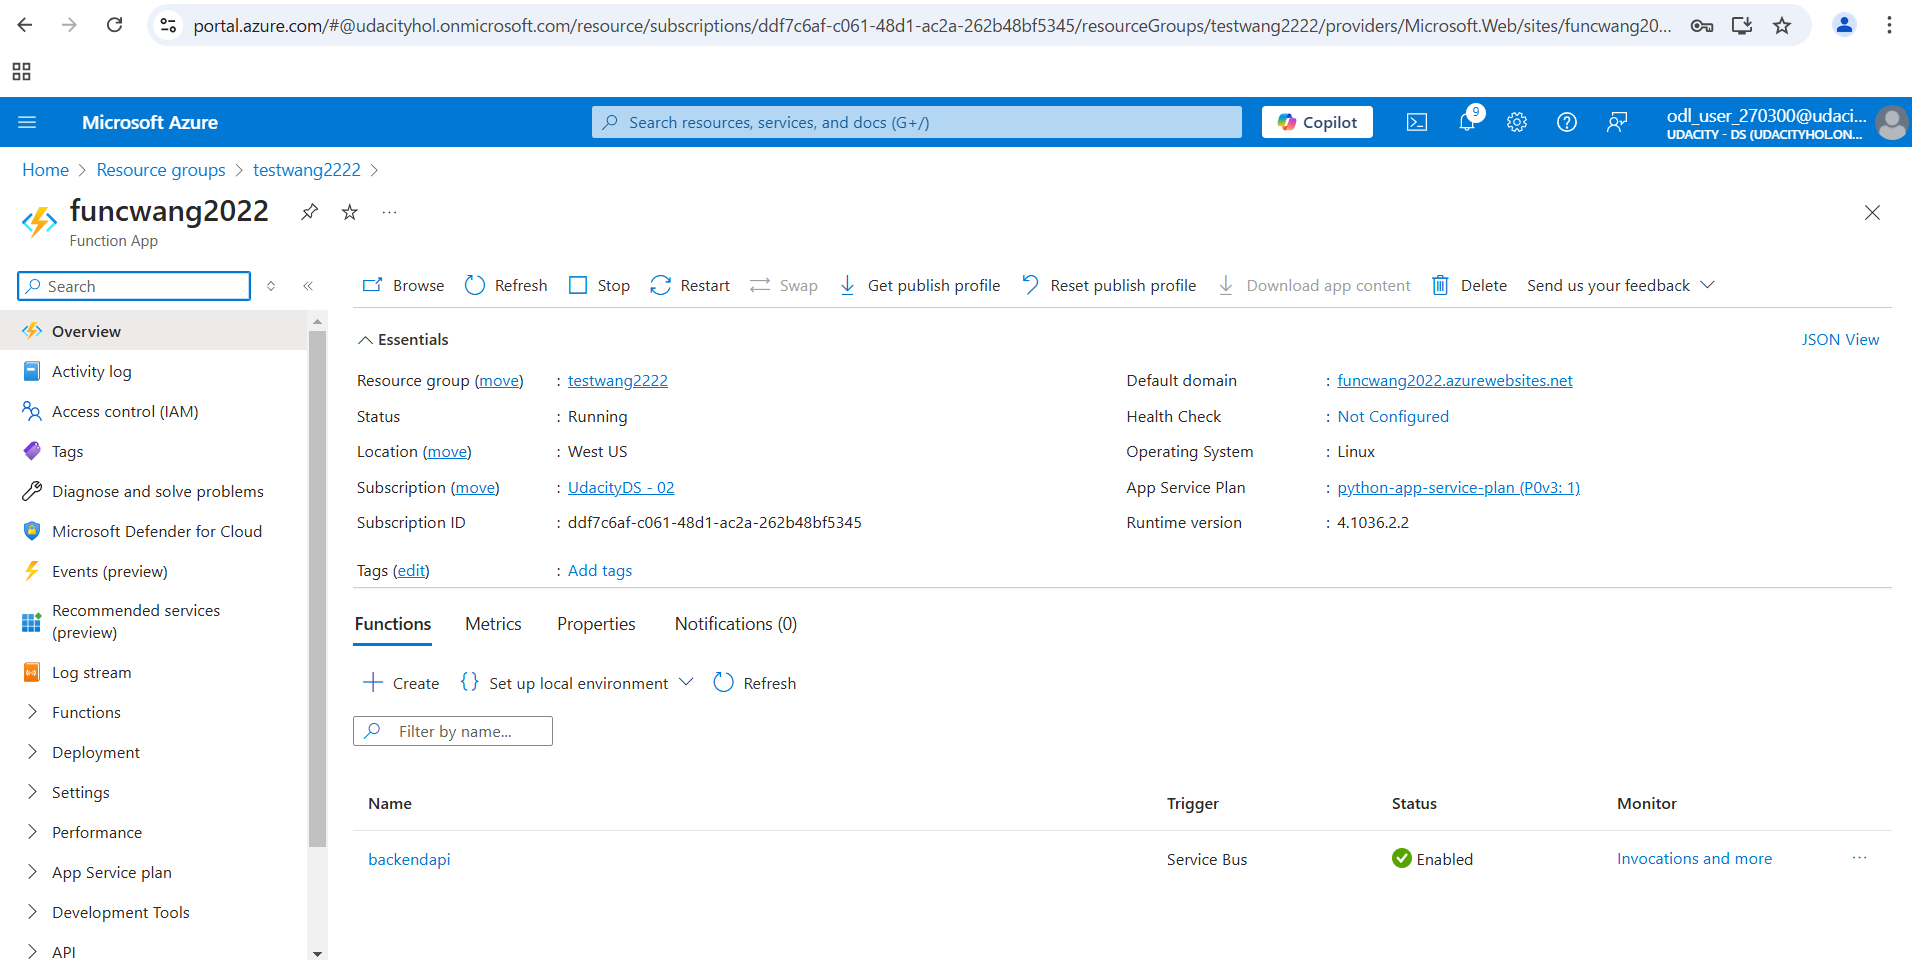 portal.azure.com/#@udacityhol.onmicrosoft.com/resource/subscriptions/ddf7c6af-c061-48d1-ac2a-262b48bf5345/resourceGroups/testwang2222/providers/Microsoft.Web/sites/funcwang20...
Microsoft Azure
Search resources, services, and docs (G+/)
Copilot
9
odl_user_270300@udaci...
UDACITY - DS (UDACITYHOL.ON...
Home > Resource groups > testwang2222 >
funcwang2022
...
Function App
Search
Browse
Refresh
Stop
Restart
Swap
Get publish profile
Reset publish profile
Download app content
Delete
Send us your feedback
Overview
Activity log
Access control (IAM)
Tags
Diagnose and solve problems
Microsoft Defender for Cloud
Events (preview)
Recommended services
(preview)
Log stream
Functions
Deployment
Settings
Performance
App Service plan
Development Tools
API
Essentials
JSON View
Resource group (move) : testwang2222
Status : Running
Location (move) : West US
Subscription (move) : UdacityDS - 02
Subscription ID : ddf7c6af-c061-48d1-ac2a-262b48bf5345
Default domain : funcwang2022.azurewebsites.net
Health Check : Not Configured
Operating System : Linux
App Service Plan : python-app-service-plan (P0v3: 1)
Runtime version : 4.1036.2.2
Tags (edit) : Add tags
Functions
Metrics
Properties
Notifications (0)
Create
{} Set up local environment
Refresh
Filter by name...
Name Trigger Status Monitor
backendapi Service Bus Enabled Invocations and more ...